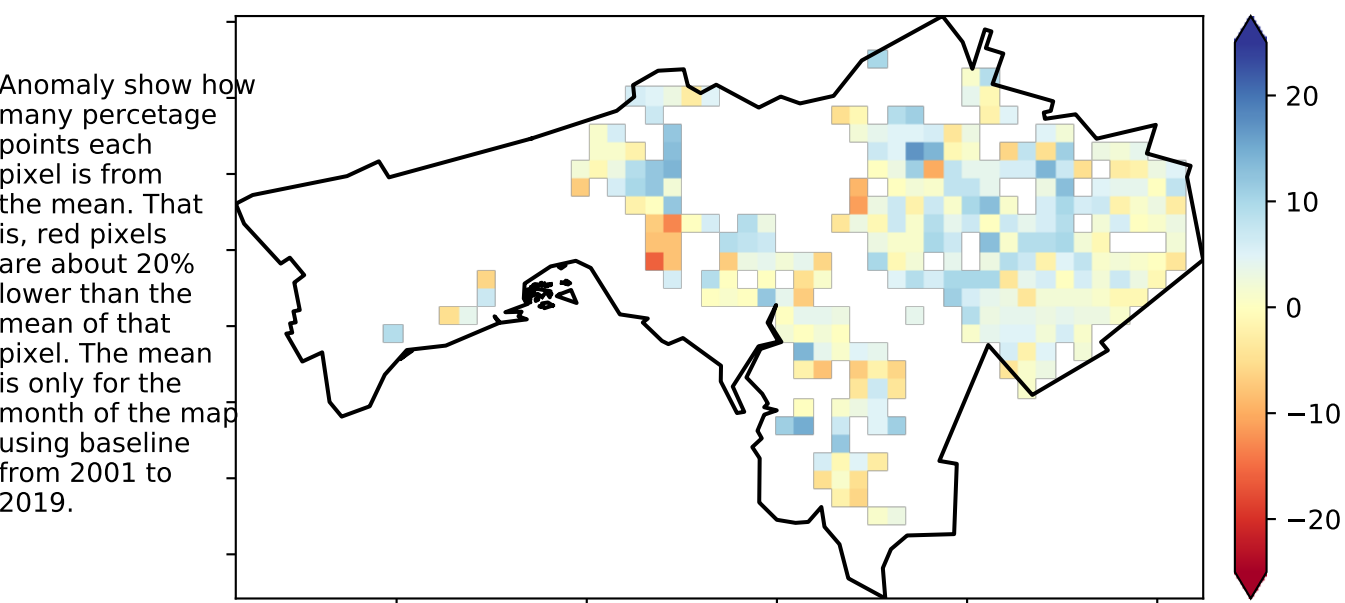 Anomaly show how
many percetage
points each
pixel is from
the mean. That
is, red pixels
are about 20%
lower than the
mean of that
pixel. The mean
is only for the
month of the map
using baseline
from 2001 to
2019.
20
10
0
−10
−20